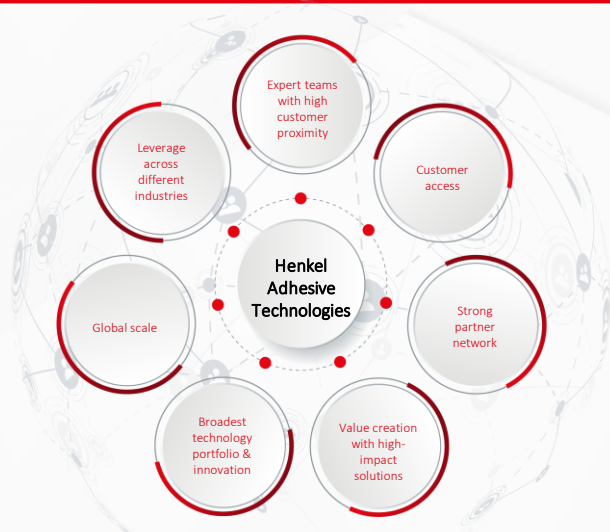 Expert teams
with high
customer
proximity
Customer
access
Strong
partner
network
Value creation
with high-
impact
solutions
Broadest
technology
portfolio &
innovation
Global scale
Leverage
across
different
industries
Henkel
Adhesive
Technologies